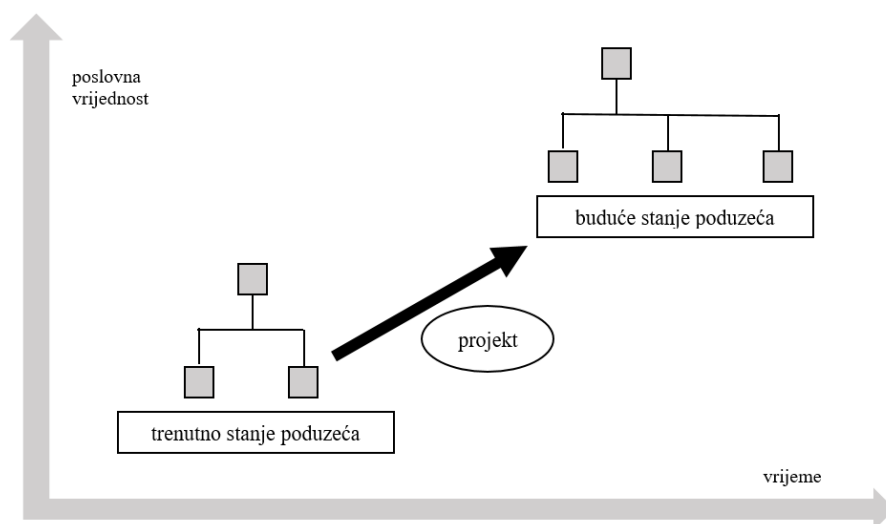 poslovna
vrijednost
buduće stanje poduzeća
projekt
trenutno stanje poduzeća
vrijeme